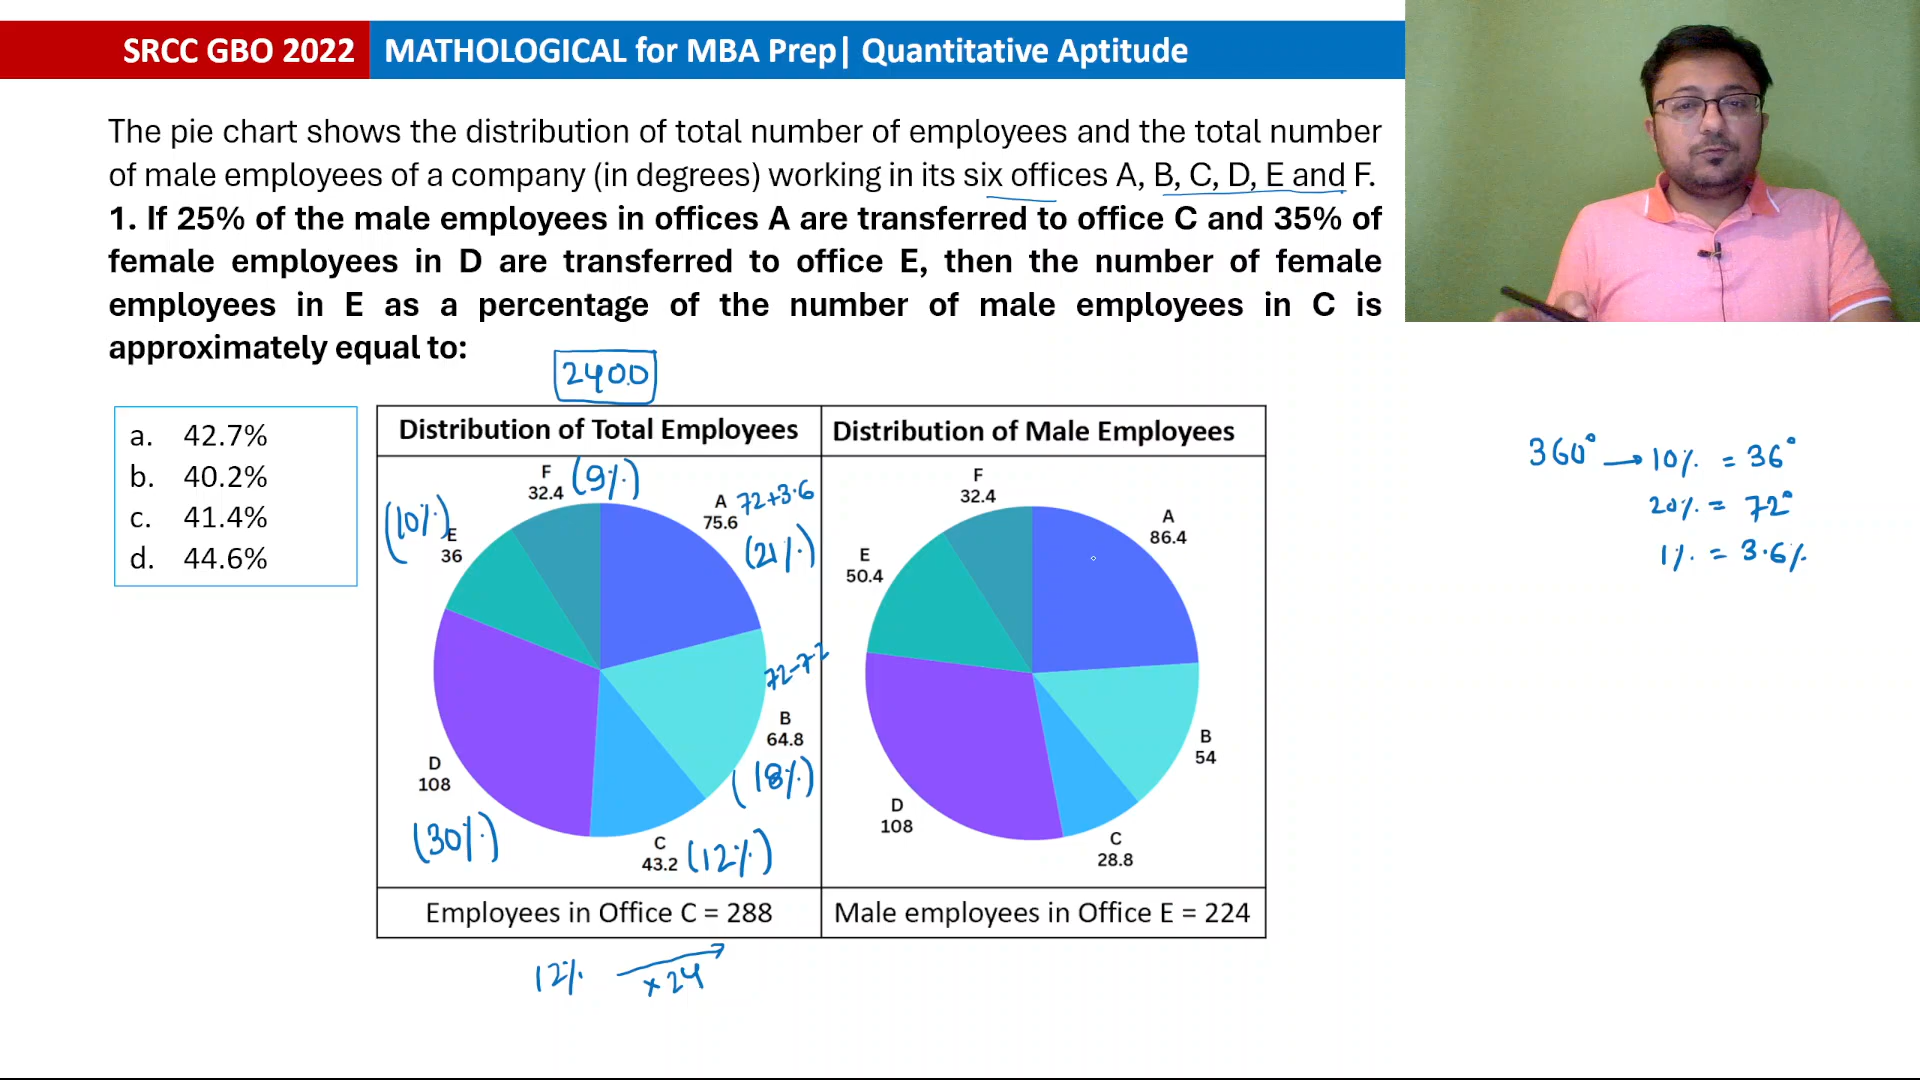 SRCC GBO 2022 MATHOLOGICAL for MBA Prep| Quantitative Aptitude
The pie chart shows the distribution of total number of employees and the total number
of male employees of a company (in degrees) working in its six offices A, B, C, D, E and F.
1. If 25% of the male employees in offices A are transferred to office C and 35% of
female employees in D are transferred to office E, then the number of female
employees in E as a percentage of the number of male employees in C is
approximately equal to:
2400
a. 42.7%
b. 40.2%
c. 41.4%
d. 44.6%
Distribution of Total Employees
F
32.4 (9%)
A 72+3.6
75.6
(21%)
(10%)
E
36
72-7.2
B
64.8
(18%)
D
108
(30%)
C
43.2 (12%)
Employees in Office C = 288
12% ×24
Distribution of Male Employees
F
32.4
A
86.4
E
50.4
B
54
D
108
C
28.8
Male employees in Office E = 224
360° → 10% = 36°
20% = 72°
1% = 3.6%